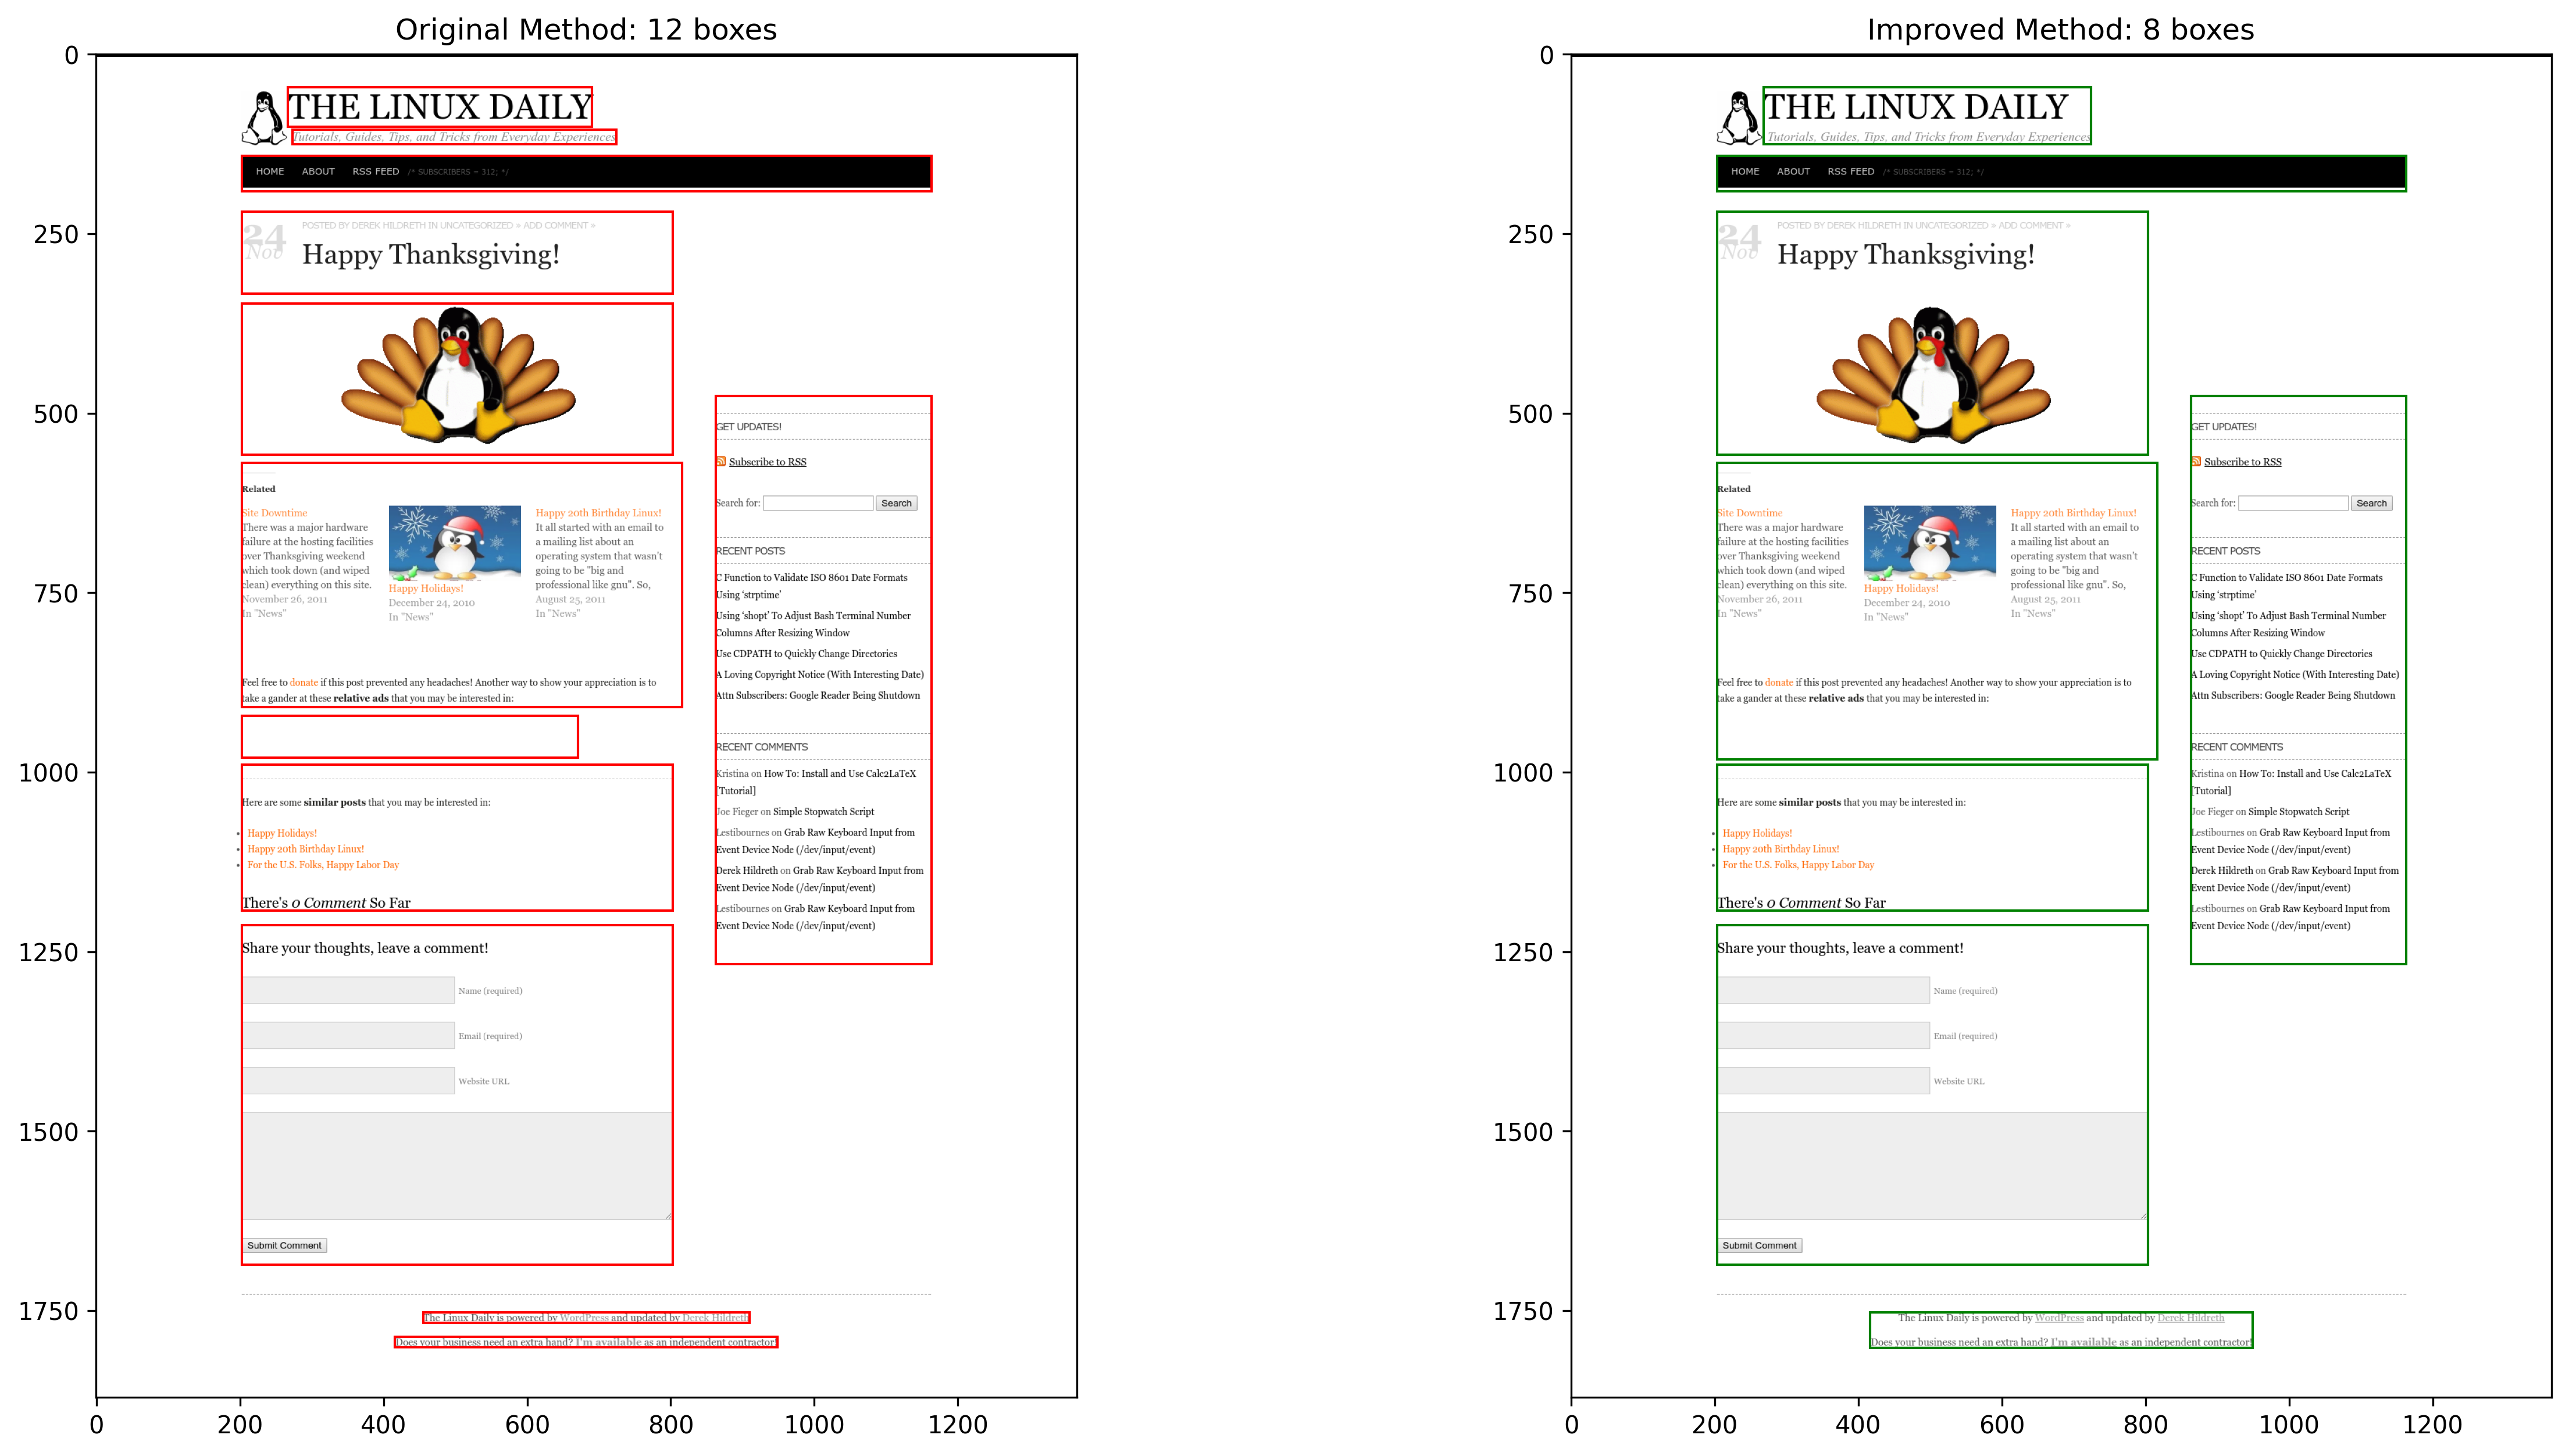 Original Method: 12 boxes
0
250
500
750
1000
1250
1500
1750
0
200
400
600
800
1000
1200
THE LINUX DAILY
Tutorials, Guides, Tips, and Tricks from Everyday Experiences
HOME ABOUT RSS FEED /* SUBSCRIBERS = 312; */
24
Nov
POSTED BY DEREK HILDRETH IN UNCATEGORIZED » ADD COMMENT »
Happy Thanksgiving!
Related
Site Downtime
There was a major hardware
failure at the hosting facilities
over Thanksgiving weekend
which took down (and wiped
clean) everything on this site.
November 26, 2011
In "News"
Happy Holidays!
December 24, 2010
In "News"
Happy 20th Birthday Linux!
It all started with an email to
a mailing list about an
operating system that wasn't
going to be "big and
professional like gnu". So,
August 25, 2011
In "News"
Feel free to donate if this post prevented any headaches! Another way to show your appreciation is to
take a gander at these relative ads that you may be interested in:
Here are some similar posts that you may be interested in:
• Happy Holidays!
• Happy 20th Birthday Linux!
• For the U.S. Folks, Happy Labor Day
There's 0 Comment So Far
Share your thoughts, leave a comment!
Name (required)
Email (required)
Website URL
Submit Comment
GET UPDATES!
Subscribe to RSS
Search for: Search
RECENT POSTS
C Function to Validate ISO 8601 Date Formats
Using ‘strptime’
Using ‘shopt’ To Adjust Bash Terminal Number
Columns After Resizing Window
Use CDPATH to Quickly Change Directories
A Loving Copyright Notice (With Interesting Date)
Attn Subscribers: Google Reader Being Shutdown
RECENT COMMENTS
Kristina on How To: Install and Use Calc2LaTeX
[Tutorial]
Joe Fieger on Simple Stopwatch Script
Lestibournes on Grab Raw Keyboard Input from
Event Device Node (/dev/input/event)
Derek Hildreth on Grab Raw Keyboard Input from
Event Device Node (/dev/input/event)
Lestibournes on Grab Raw Keyboard Input from
Event Device Node (/dev/input/event)
The Linux Daily is powered by WordPress and updated by Derek Hildreth
Does your business need an extra hand? I'm available as an independent contractor!
Improved Method: 8 boxes
0
250
500
750
1000
1250
1500
1750
0
200
400
600
800
1000
1200
THE LINUX DAILY
Tutorials, Guides, Tips, and Tricks from Everyday Experiences
HOME ABOUT RSS FEED /* SUBSCRIBERS = 312; */
24
Nov
POSTED BY DEREK HILDRETH IN UNCATEGORIZED » ADD COMMENT »
Happy Thanksgiving!
Related
Site Downtime
There was a major hardware
failure at the hosting facilities
over Thanksgiving weekend
which took down (and wiped
clean) everything on this site.
November 26, 2011
In "News"
Happy Holidays!
December 24, 2010
In "News"
Happy 20th Birthday Linux!
It all started with an email to
a mailing list about an
operating system that wasn't
going to be "big and
professional like gnu". So,
August 25, 2011
In "News"
Feel free to donate if this post prevented any headaches! Another way to show your appreciation is to
take a gander at these relative ads that you may be interested in:
Here are some similar posts that you may be interested in:
• Happy Holidays!
• Happy 20th Birthday Linux!
• For the U.S. Folks, Happy Labor Day
There's 0 Comment So Far
Share your thoughts, leave a comment!
Name (required)
Email (required)
Website URL
Submit Comment
GET UPDATES!
Subscribe to RSS
Search for: Search
RECENT POSTS
C Function to Validate ISO 8601 Date Formats
Using ‘strptime’
Using ‘shopt’ To Adjust Bash Terminal Number
Columns After Resizing Window
Use CDPATH to Quickly Change Directories
A Loving Copyright Notice (With Interesting Date)
Attn Subscribers: Google Reader Being Shutdown
RECENT COMMENTS
Kristina on How To: Install and Use Calc2LaTeX
[Tutorial]
Joe Fieger on Simple Stopwatch Script
Lestibournes on Grab Raw Keyboard Input from
Event Device Node (/dev/input/event)
Derek Hildreth on Grab Raw Keyboard Input from
Event Device Node (/dev/input/event)
Lestibournes on Grab Raw Keyboard Input from
Event Device Node (/dev/input/event)
The Linux Daily is powered by WordPress and updated by Derek Hildreth
Does your business need an extra hand? I'm available as an independent contractor!